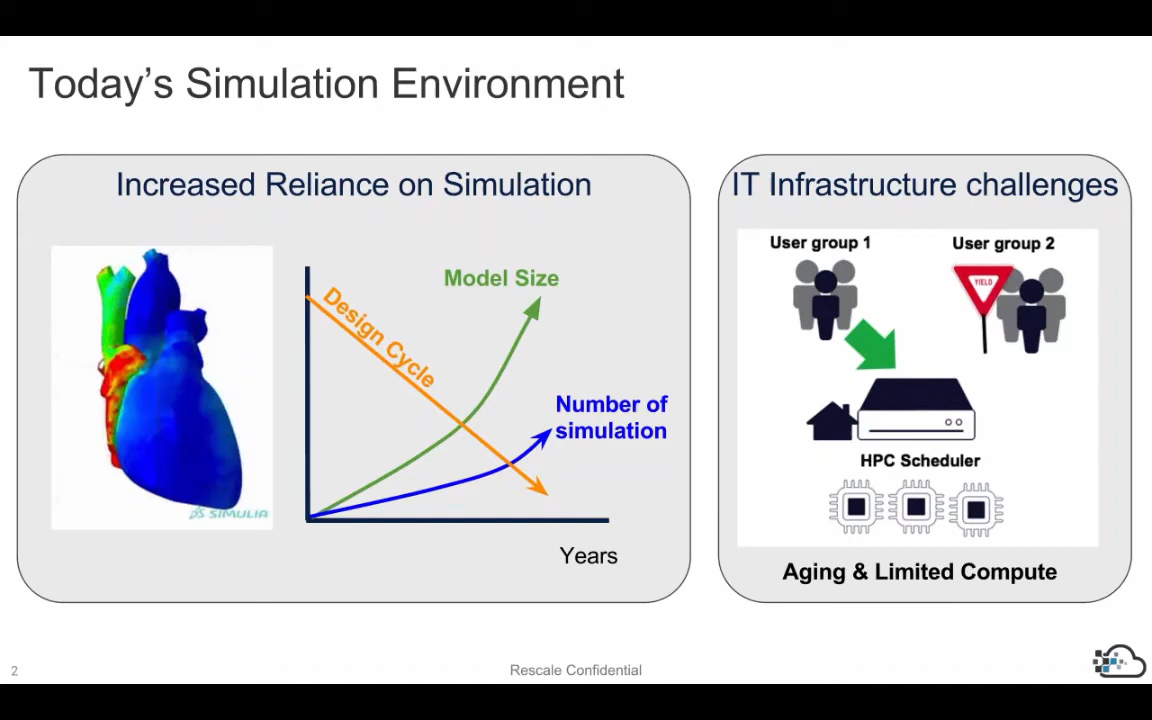 Today's Simulation Environment
Increased Reliance on Simulation
Model Size
Design Cycle
Number of
simulation
Years
SIMULIA
IT Infrastructure challenges
User group 1
User group 2
YIELD
HPC Scheduler
Aging & Limited Compute
2
Rescale Confidential